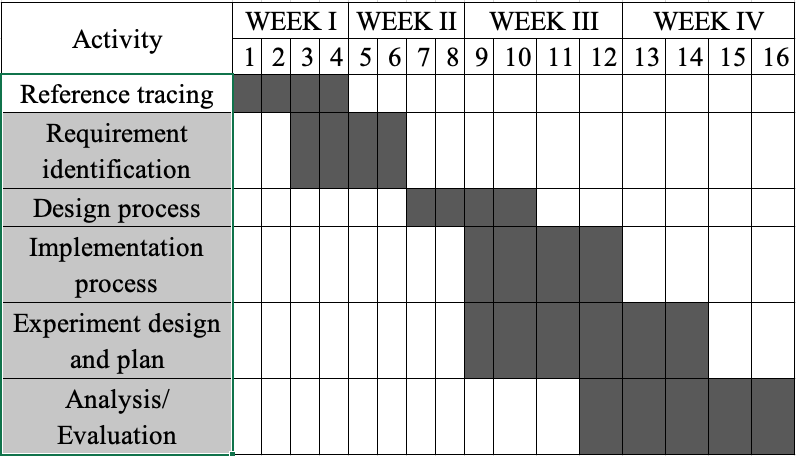 Activity
WEEK I WEEK II WEEK III WEEK IV
1 2 3 4 5 6 7 8 9 10 11 12 13 14 15 16
Reference tracing
Requirement
identification
Design process
Implementation
process
Experiment design
and plan
Analysis/
Evaluation